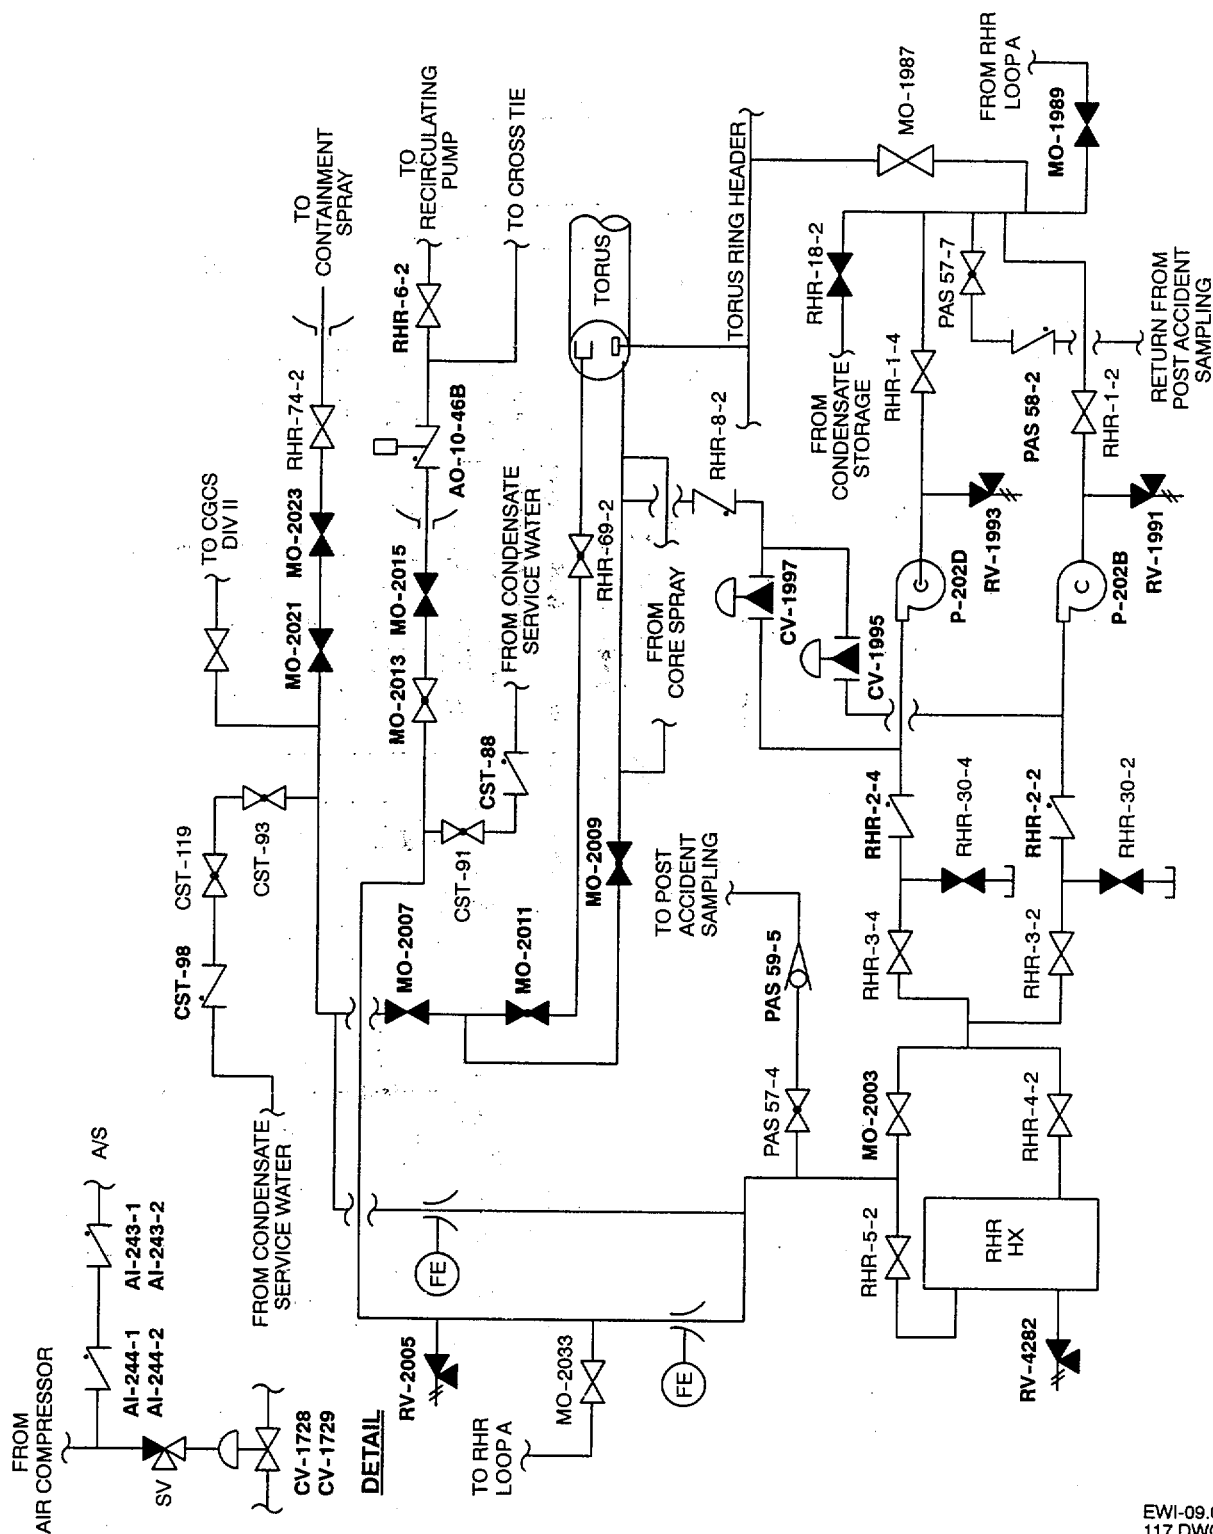 FROM
AIR COMPRESSOR
SV
AI-244-1
AI-244-2
AI-243-1
AI-243-2
A/S
CV-1728
CV-1729
DETAIL
FROM CONDENSATE
SERVICE WATER
CST-98
CST-119
CST-93
TO CGCS
DIV II
MO-2021
MO-2023
RHR-74-2
TO
CONTAINMENT
SPRAY
TO
RECIRCULATING
PUMP
RHR-6-2
TO CROSS TIE
AO-10-46B
MO-2015
MO-2013
FROM CONDENSATE
SERVICE WATER
CST-88
CST-91
MO-2007
MO-2011
RHR-69-2
TORUS
MO-2009
FROM
CORE SPRAY
RHR-8-2
TORUS RING HEADER
MO-1987
FROM RHR
LOOP A
MO-1989
RHR-18-2
FROM
CONDENSATE
STORAGE
PAS 57-7
RHR-1-4
PAS 58-2
RHR-1-2
RETURN FROM
POST ACCIDENT
SAMPLING
CV-1997
CV-1995
C
P-202D
RV-1993
C
P-202B
RV-1991
RHR-2-4
RHR-30-4
RHR-2-2
RHR-30-2
RHR-3-4
RHR-3-2
TO POST
ACCIDENT
SAMPLING
PAS 59-5
PAS 57-4
MO-2003
RHR-4-2
RHR-5-2
RHR
HX
RV-4282
FE
FE
RV-2005
MO-2033
TO RHR
LOOP A